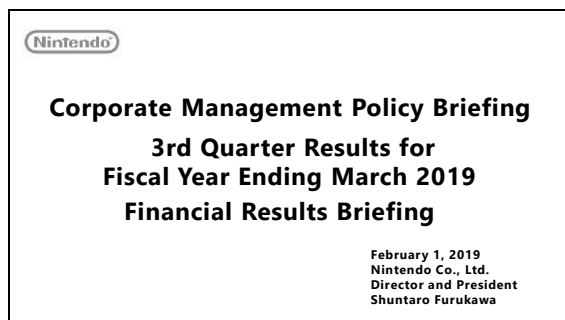 Nintendo
Corporate Management Policy Briefing
3rd Quarter Results for
Fiscal Year Ending March 2019
Financial Results Briefing
February 1, 2019
Nintendo Co., Ltd.
Director and President
Shuntaro Furukawa